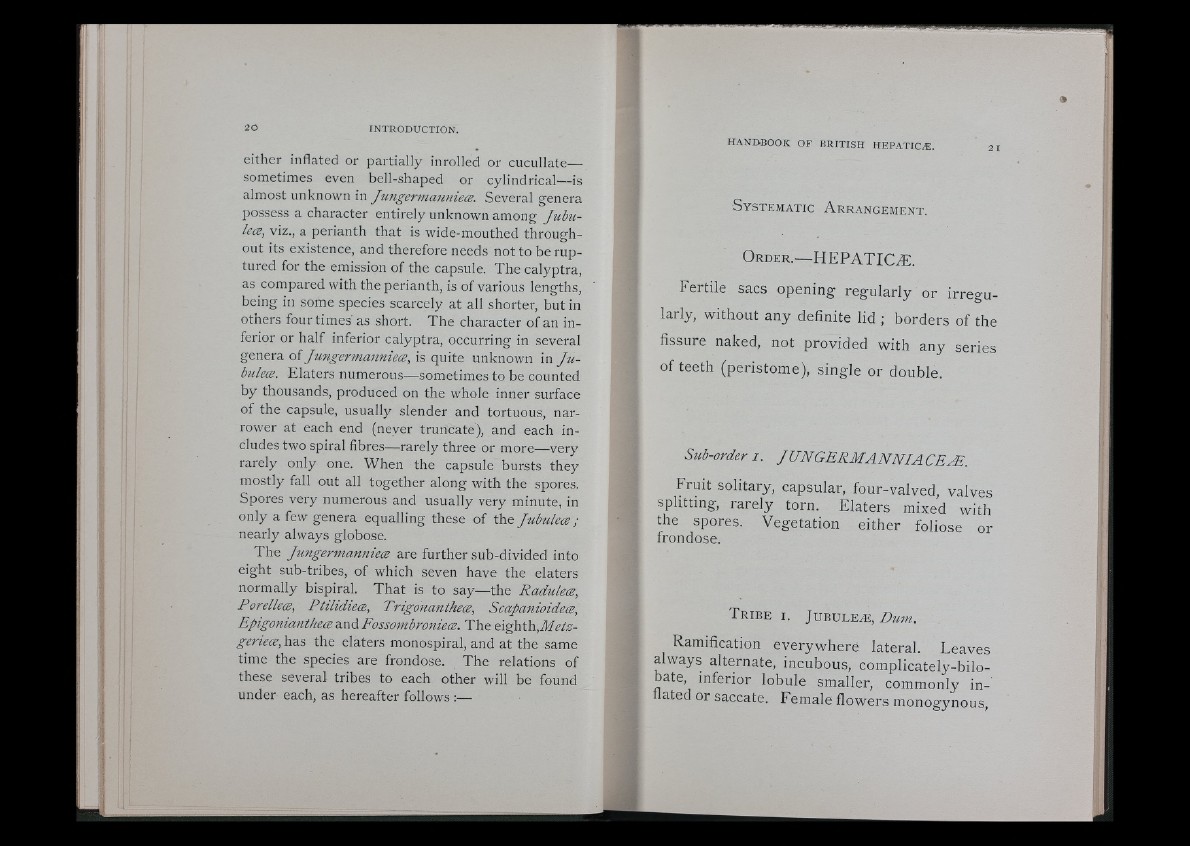 20 INTRODUCTION.
either inflated or partially inrolled or cucullate—
sometimes even bell-shaped or cylindrical—is
almost unknown in Jungermannieæ. Several genera
possess a character entirely unknown among Jubu-
leæ, viz., a perianth that is wide-mouthed through-
out its existence, and therefore needs not to be rup-
tured for the emission of the capsule. The calyptra,
as compared with the perianth, is of various lengths,
being in some species scarcely at all shorter, but in
others four times as short. The character of an in-
ferior or half inferior calyptra, occurring in several
genera of Jungermannieæ, is quite unknown in Ju-
buleæ. Elaters numerous—sometimes to be counted
by thousands, produced on the whole inner surface
of the capsule, usually slender and tortuous, nar-
rower at each end (never truncate), and each in-
cludes two spiral fibres—rarely three or more—very
rarely only one. When the capsule bursts they
mostly fall out all together along with the spores.
Spores very numerous and usually very minute, in
only a few genera equalling these of the Jubuleæ;
nearly always globose.
The Jungermannieæ are further sub-divided into
eight sub-tribes, of which seven have the elaters
normally bispiral. That is to say—the Raduleæ,
Porelleæ, Ptilidieæ, Trigonantheæ, Scapanioideæ,
Epigoniantheæ and Fossombronieæ. The eighth, Metz-
gerieæ, has the elaters monospiral, and at the same
time the species are frondose. The relations of
these several tribes to each other will be found
under each, as hereafter follows :—
HANDBOOK OF BRITISH HEPATICÆ. 21
SYSTEMATIC ARRANGEMENT.
ORDER.—HEPATICÆ.
Fertile sacs opening regularly or irregu-
larly, without any definite lid ; borders of the
fissure naked, not provided with any series
of teeth (peristome), single or double.
Sub-order 1. JUNGERMANNIACEÆ.
Fruit solitary, capsular, four-valved, valves
splitting, rarely torn. Elaters mixed with
the spores. Vegetation either foliose or
frondose.
TRIBE 1. JUBULEÆ, Dum.
Ramification everywhere lateral. Leaves
always alternate, incubous, complicately-bilo-
bate, inferior lobule smaller, commonly in-
flated or saccate. Female flowers monogynous,